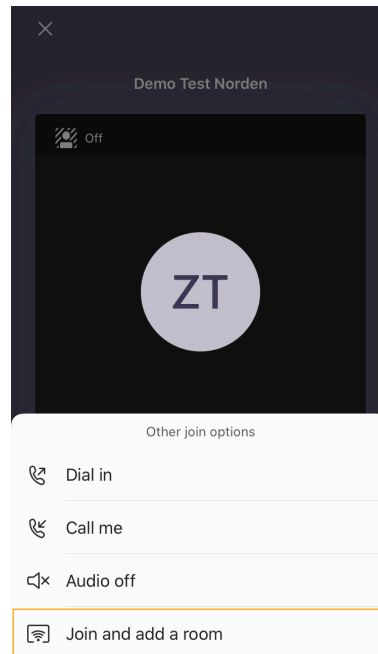 Demo Test Norden
Off
ZT
Other join options
Dial in
Call me
Audio off
Join and add a room